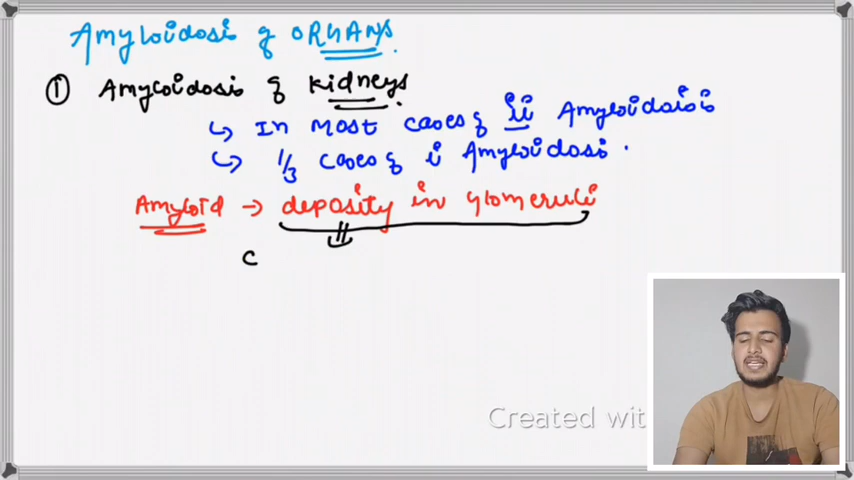 Amyloidosis of ORGANS.
① Amyloidosis of kidneys.
↳ In Most cases of ii Amyloidosis
↳ 1/3 cases of i Amyloidosi.
Amyloid → deposity in glomeruli
c
Created wit